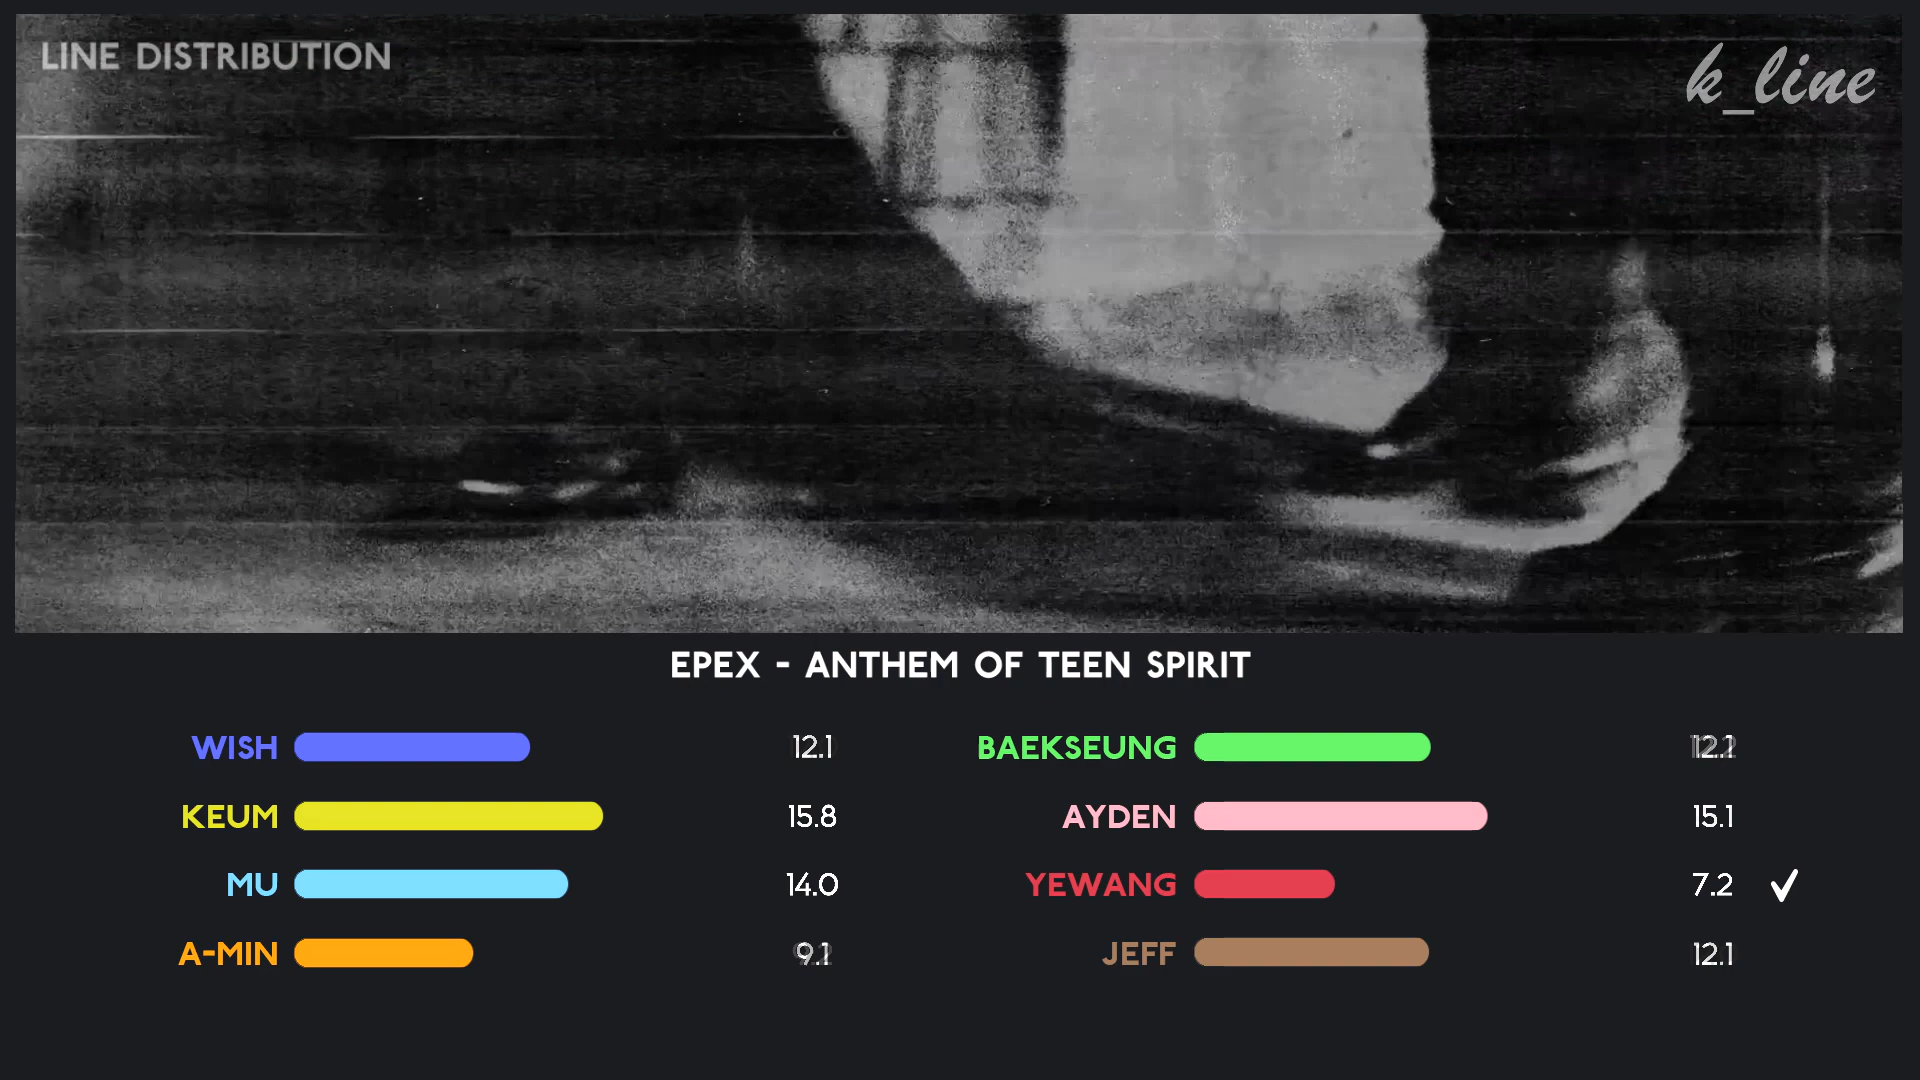 LINE DISTRIBUTION
k_line
EPEX - ANTHEM OF TEEN SPIRIT
WISH 12.1
BAEKSEUNG
KEUM 15.8
AYDEN 15.1
MU 14.0
YEWANG 7.2 ✓
A-MIN
JEFF 12.1